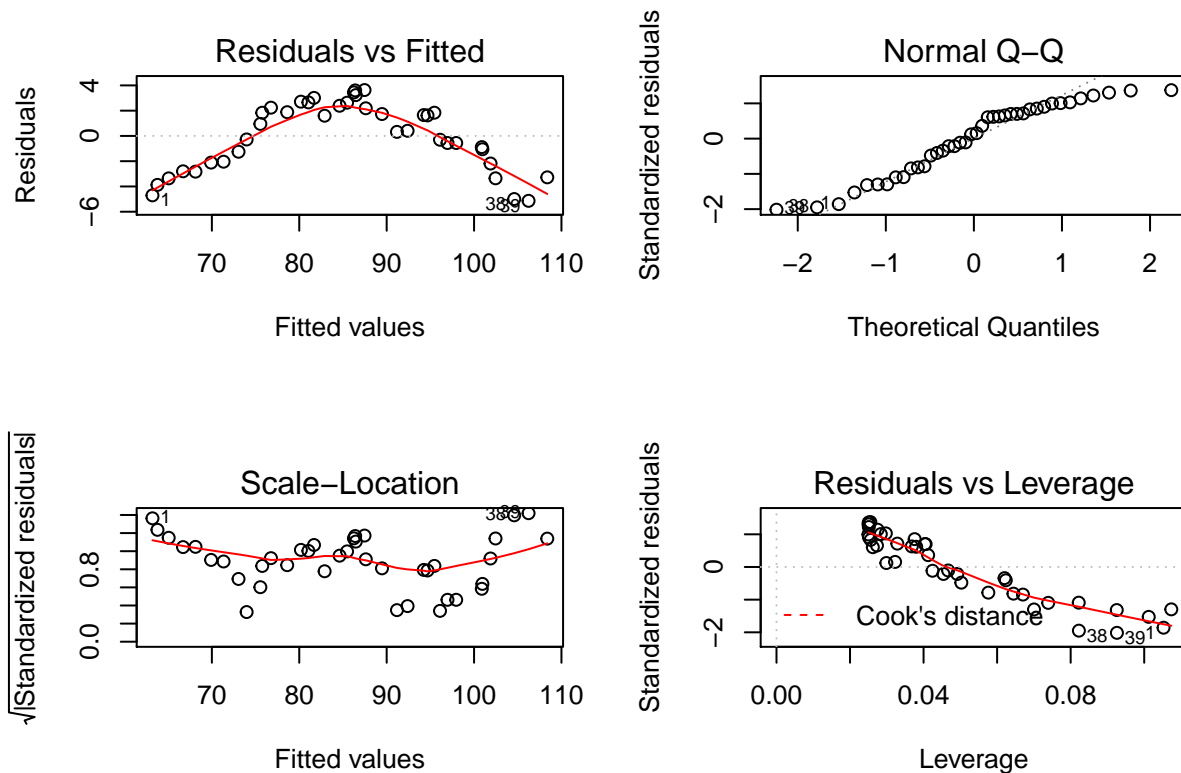 Residuals vs Fitted
Residuals
4
0
−6
1
38
39
70 80 90 100 110
Fitted values
Normal Q−Q
Standardized residuals
0
−2
39
38
1
−2 −1 0 1 2
Theoretical Quantiles
Scale−Location
√|Standardized residuals|
0.8
0.0
1
38
39
70 80 90 100 110
Fitted values
Residuals vs Leverage
Standardized residuals
0
−2
Cook's distance
38
39
1
0.00 0.04 0.08
Leverage